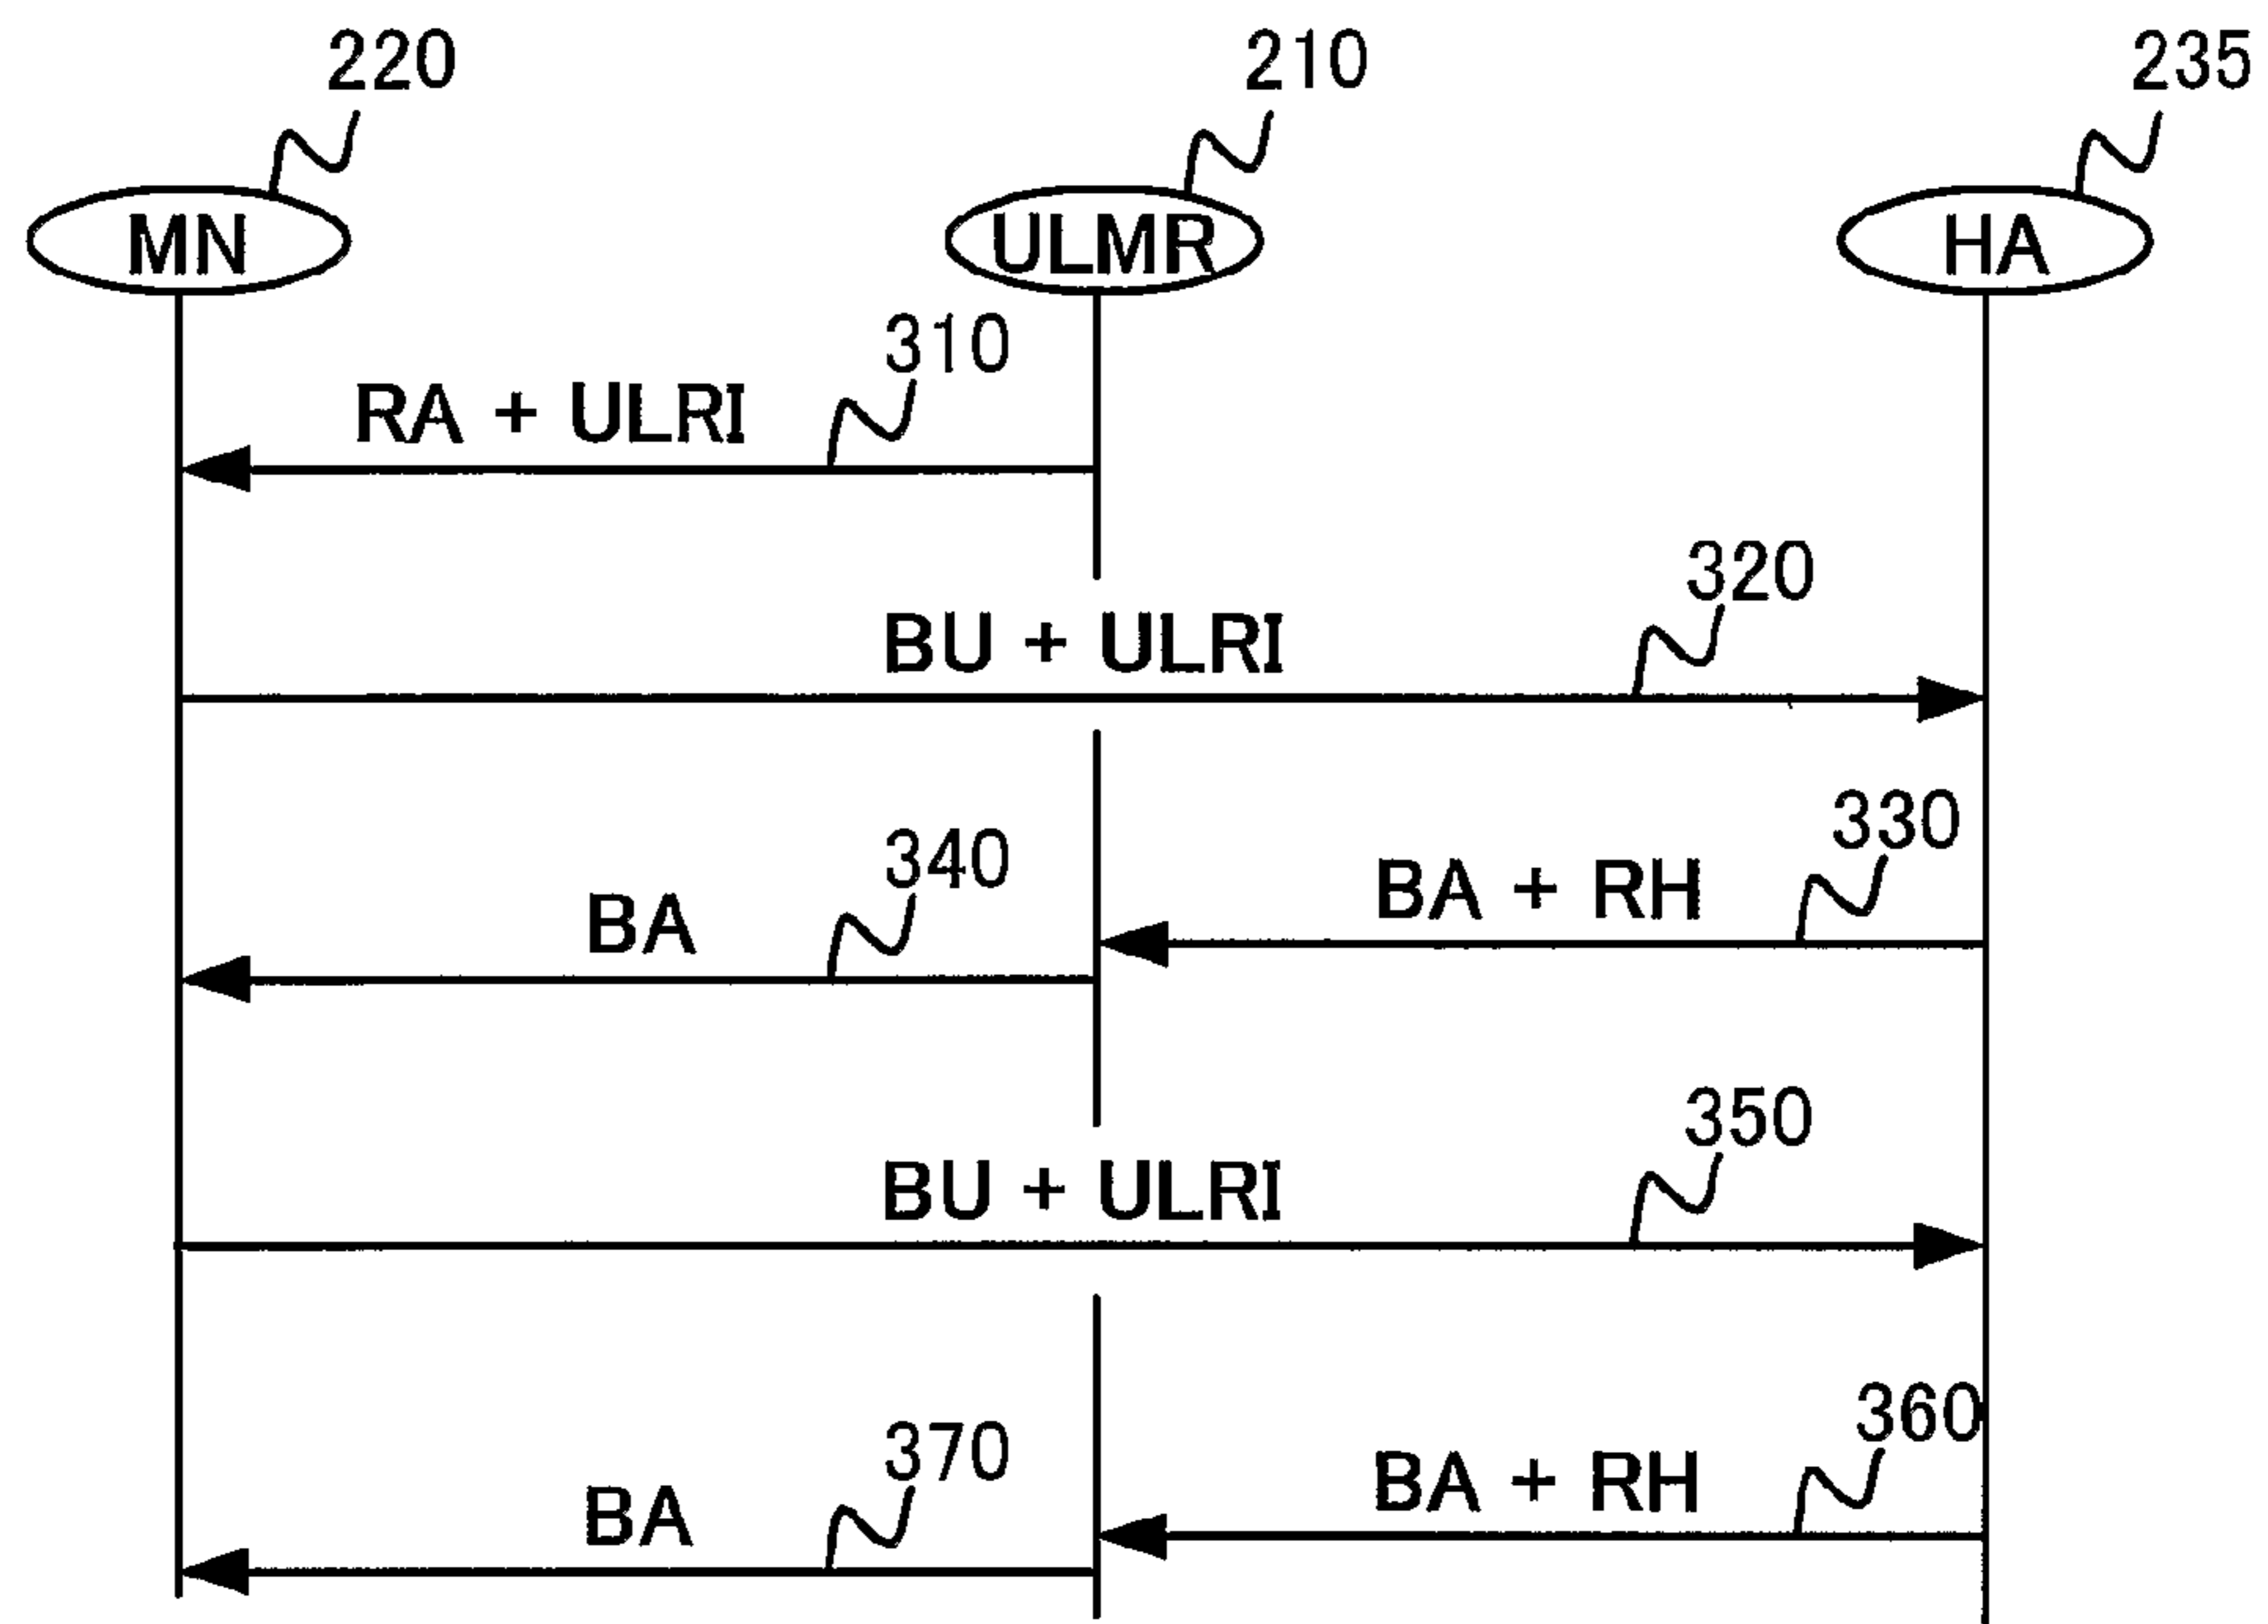 220 210 235
MN ULMR HA
310
RA + ULRI
320
BU + ULRI
330
340
BA + RH
BA
350
BU + ULRI
360
370
BA + RH
BA